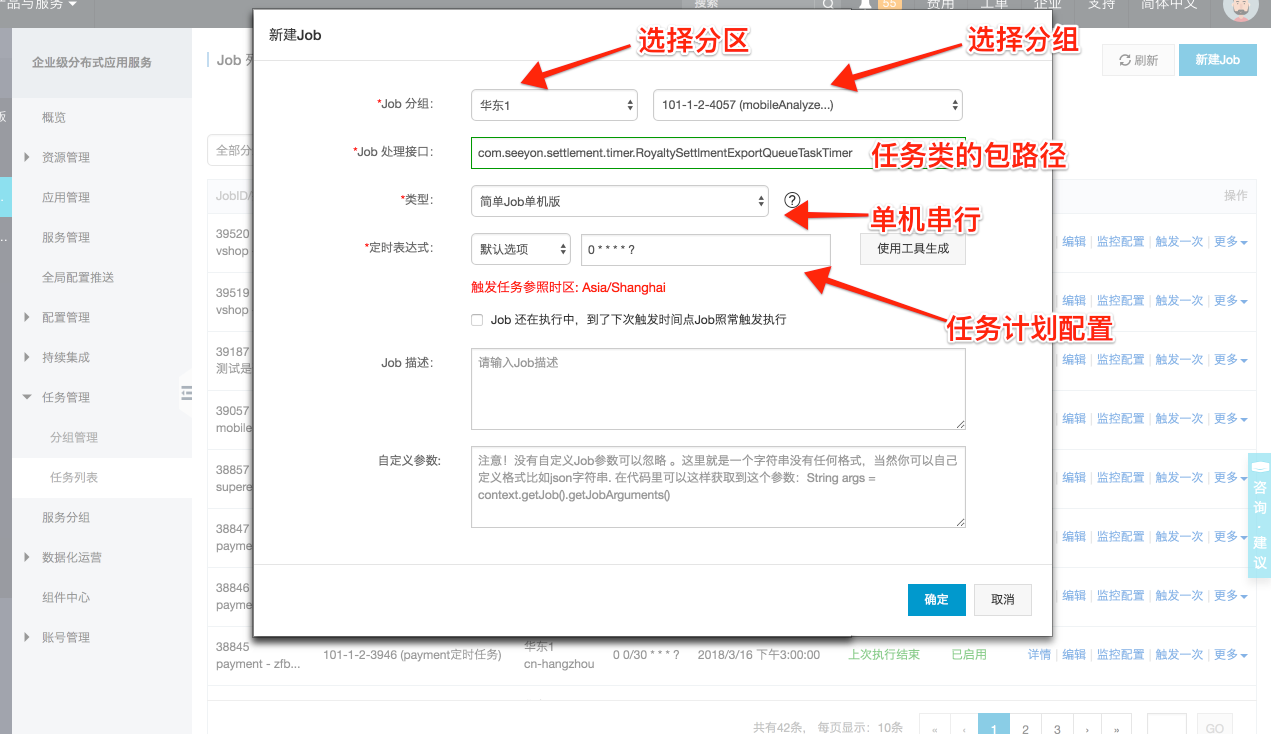 产品与服务
搜索
55
费用
工单
企业
支持
简体中文
企业级分布式应用服务
概览
资源管理
应用管理
服务管理
全局配置推送
配置管理
持续集成
任务管理
分组管理
任务列表
服务分组
数据化运营
组件中心
账号管理
版
Job 列
刷新
新建Job
全部分
JobID/
操作
39520
vshop
编辑 监控配置 触发一次 更多
39519
vshop
编辑 监控配置 触发一次 更多
39187
测试是
编辑 监控配置 触发一次 更多
39057
mobile
编辑 监控配置 触发一次 更多
38857
supere
编辑 监控配置 触发一次 更多
38847
payme
编辑 监控配置 触发一次 更多
38846
payme
编辑 监控配置 触发一次 更多
新建Job
选择分区
选择分组
*Job 分组:
华东1
101-1-2-4057 (mobileAnalyze...)
*Job 处理接口:
com.seeyon.settlement.timer.RoyaltySettlmentExportQueueTaskTimer
任务类的包路径
*类型:
简单Job单机版
?
单机串行
*定时表达式:
默认选项
0 * * * * ?
使用工具生成
触发任务参照时区: Asia/Shanghai
任务计划配置
Job 还在执行中，到了下次触发时间点Job照常触发执行
Job 描述:
请输入Job描述
自定义参数:
注意！没有自定义Job参数可以忽略 。这里就是一个字符串没有任何格式，当然你可以自己
定义格式比如json字符串. 在代码里可以这样获取到这个参数：String args =
context.getJob().getJobArguments()
确定
取消
38845
payment - zfb...
101-1-2-3946 (payment定时任务)
华东1
cn-hangzhou
0 0/30 * * * ?
2018/3/16 下午3:00:00
上次执行结束
已启用
详情 编辑 监控配置 触发一次 更多
共有42条， 每页显示：10条
« ‹ 1 2 3 › »
GO
咨询·建议